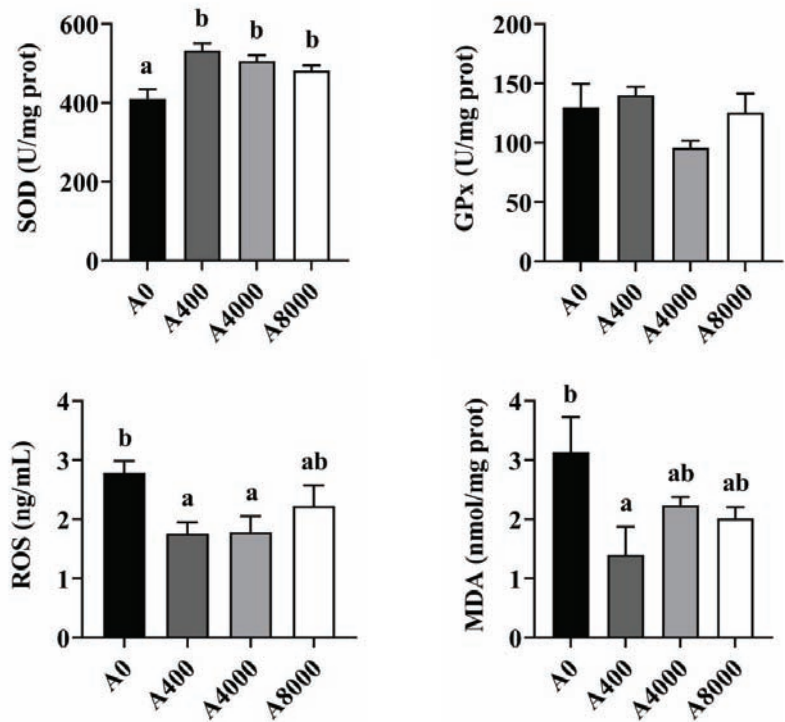 SOD (U/mg prot)
600
400
200
0
a
b
b
b
A0
A400
A4000
A8000
GPx (U/mg prot)
200
150
100
50
0
A0
A400
A4000
A8000
ROS (ng/mL)
4
3
2
1
0
b
a
a
ab
A0
A400
A4000
A8000
MDA (nmol/mg prot)
4
3
2
1
0
b
a
ab
ab
A0
A400
A4000
A8000